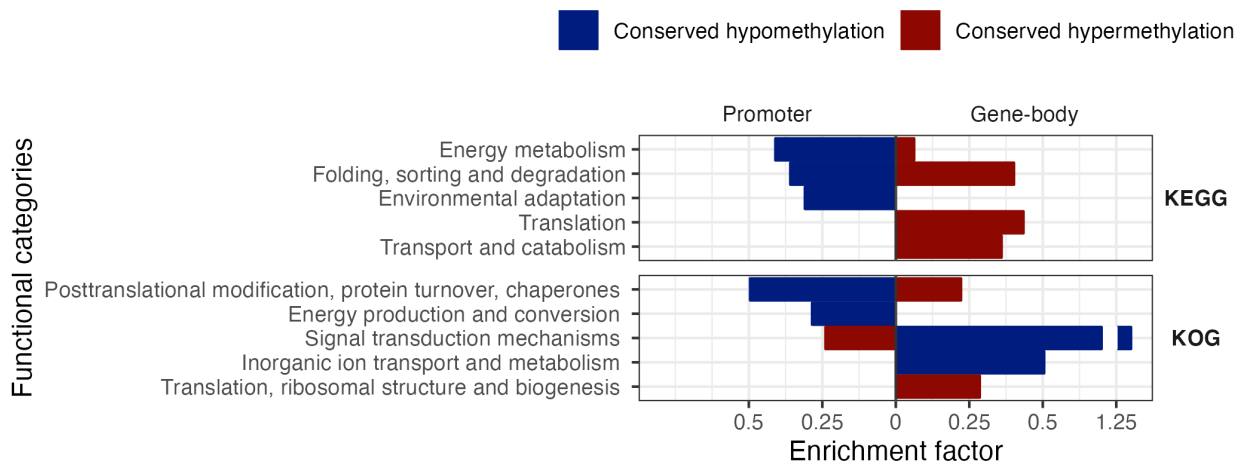 Conserved hypomethylation Conserved hypermethylation
Promoter Gene-body
Functional categories
Energy metabolism
Folding, sorting and degradation
Environmental adaptation
Translation
Transport and catabolism
KEGG
Posttranslational modification, protein turnover, chaperones
Energy production and conversion
Signal transduction mechanisms
Inorganic ion transport and metabolism
Translation, ribosomal structure and biogenesis
KOG
0.5 0.25 0 0.25 0.5 1.25
Enrichment factor